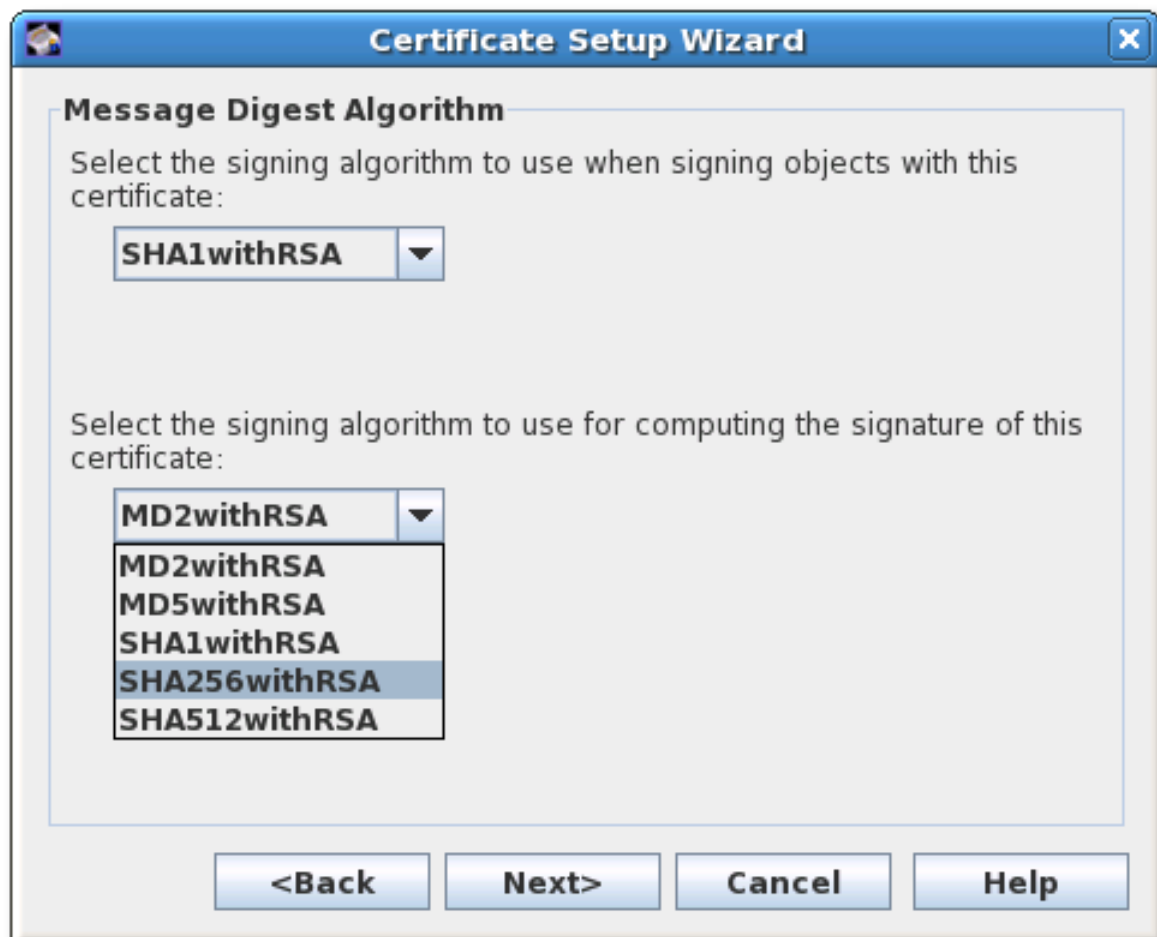 Certificate Setup Wizard
Message Digest Algorithm
Select the signing algorithm to use when signing objects with this
certificate:
SHA1withRSA
Select the signing algorithm to use for computing the signature of this
certificate:
MD2withRSA
MD2withRSA
MD5withRSA
SHA1withRSA
SHA256withRSA
SHA512withRSA
<Back Next> Cancel Help